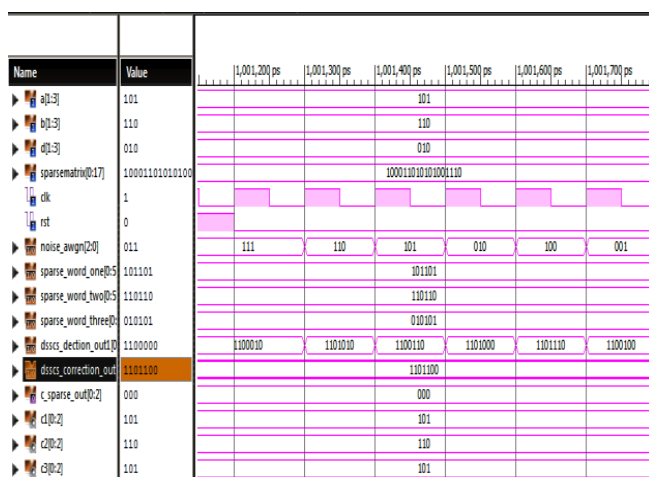 Name Value 1,001,200 ps 1,001,300 ps 1,001,400 ps 1,001,500 ps 1,001,600 ps 1,001,700 ps
a[1:3] 101 101
b[1:3] 110 110
d[1:3] 010 010
sparsematrix[0:17] 10001101010100 100011010101001110
clk 1
rst 0
noise_awgn[2:0] 011 111 110 101 010 100 001
sparse_word_one[0:5 101101 101101
sparse_word_two[0:5 110110 110110
sparse_word_three[0: 010101 010101
dsscs_dection_out1[0 1100000 1100010 1101010 1100110 1101000 1101110 1100100
dsscs_correction_out 1101100 1101100
c_sparse_out[0:2] 000 000
c1[0:2] 101 101
c2[0:2] 110 110
c3[0:2] 101 101